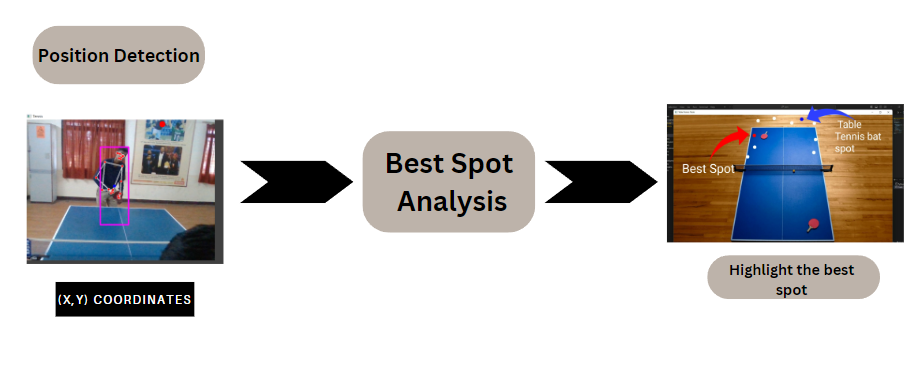 Position Detection
(X,Y) COORDINATES
Best Spot
Analysis
Best Spot
Table
Tennis bat
spot
Highlight the best
spot